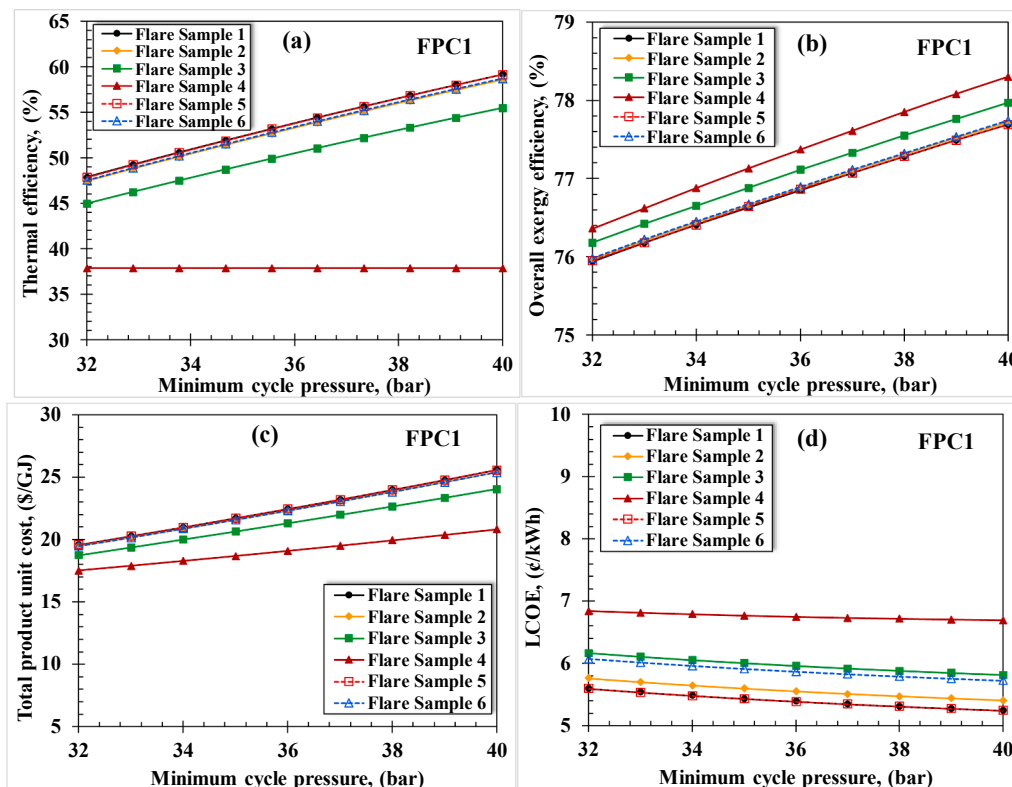 Thermal efficiency, (%)
65
60
55
50
45
40
35
30
Flare Sample 1
Flare Sample 2
Flare Sample 3
Flare Sample 4
Flare Sample 5
Flare Sample 6
(a)
FPC1
32 34 36 38 40
Minimum cycle pressure, (bar)
Overall exergy efficiency, (%)
79
78
77
76
75
Flare Sample 1
Flare Sample 2
Flare Sample 3
Flare Sample 4
Flare Sample 5
Flare Sample 6
(b)
FPC1
32 34 36 38 40
Minimum cycle pressure, (bar)
Total product unit cost, ($/GJ)
30
25
20
15
10
5
(c)
FPC1
Flare Sample 1
Flare Sample 2
Flare Sample 3
Flare Sample 4
Flare Sample 5
Flare Sample 6
32 34 36 38 40
Minimum cycle pressure, (bar)
LCOE, (¢/kWh)
10
9
8
7
6
5
Flare Sample 1
Flare Sample 2
Flare Sample 3
Flare Sample 4
Flare Sample 5
Flare Sample 6
(d)
FPC1
32 34 36 38 40
Minimum cycle pressure, (bar)